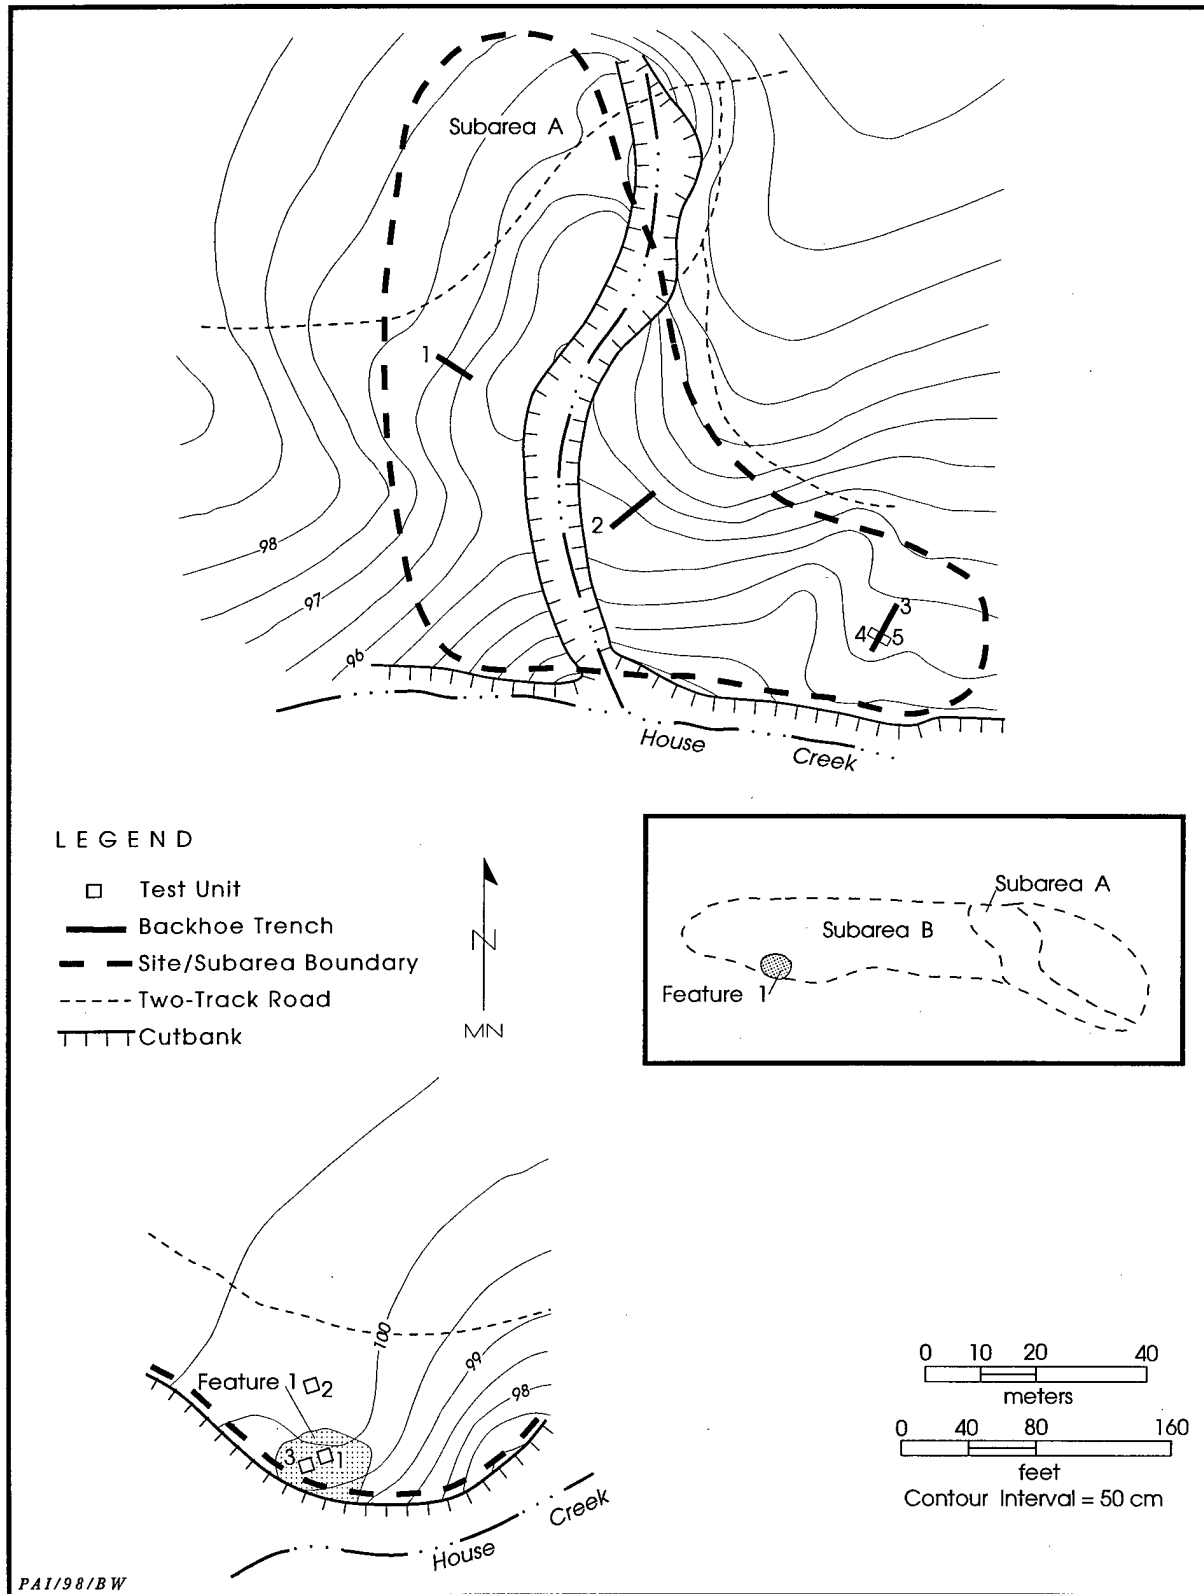 Subarea A
1
2
3
4 5
98
97
96
House Creek
LEGEND
Test Unit
Backhoe Trench
Site/Subarea Boundary
Two-Track Road
Cutbank
N
MN
Subarea A
Subarea B
Feature 1
100
99
98
Feature 1
2
3 1
House Creek
0 10 20 40
meters
0 40 80 160
feet
Contour Interval = 50 cm
PAI/98/BW